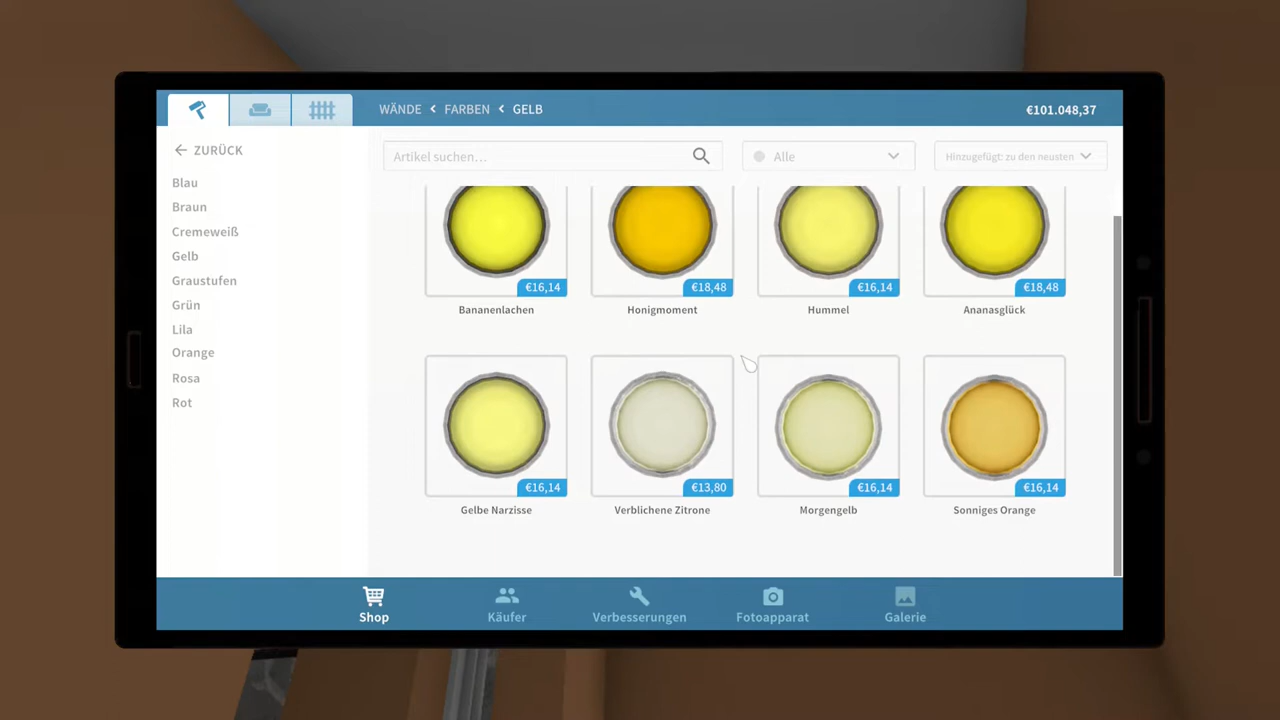 WÄNDE < FARBEN < GELB
€101.048,37
ZURÜCK
Artikel suchen...
Alle
Hinzugefügt: zu den neusten
Blau
Braun
Cremeweiß
Gelb
Graustufen
Grün
Lila
Orange
Rosa
Rot
€16,14
€18,48
€16,14
€18,48
Bananenlachen
Honigmoment
Hummel
Ananasglück
€16,14
€13,80
€16,14
€16,14
Gelbe Narzisse
Verblichene Zitrone
Morgengelb
Sonniges Orange
Shop
Käufer
Verbesserungen
Fotoapparat
Galerie